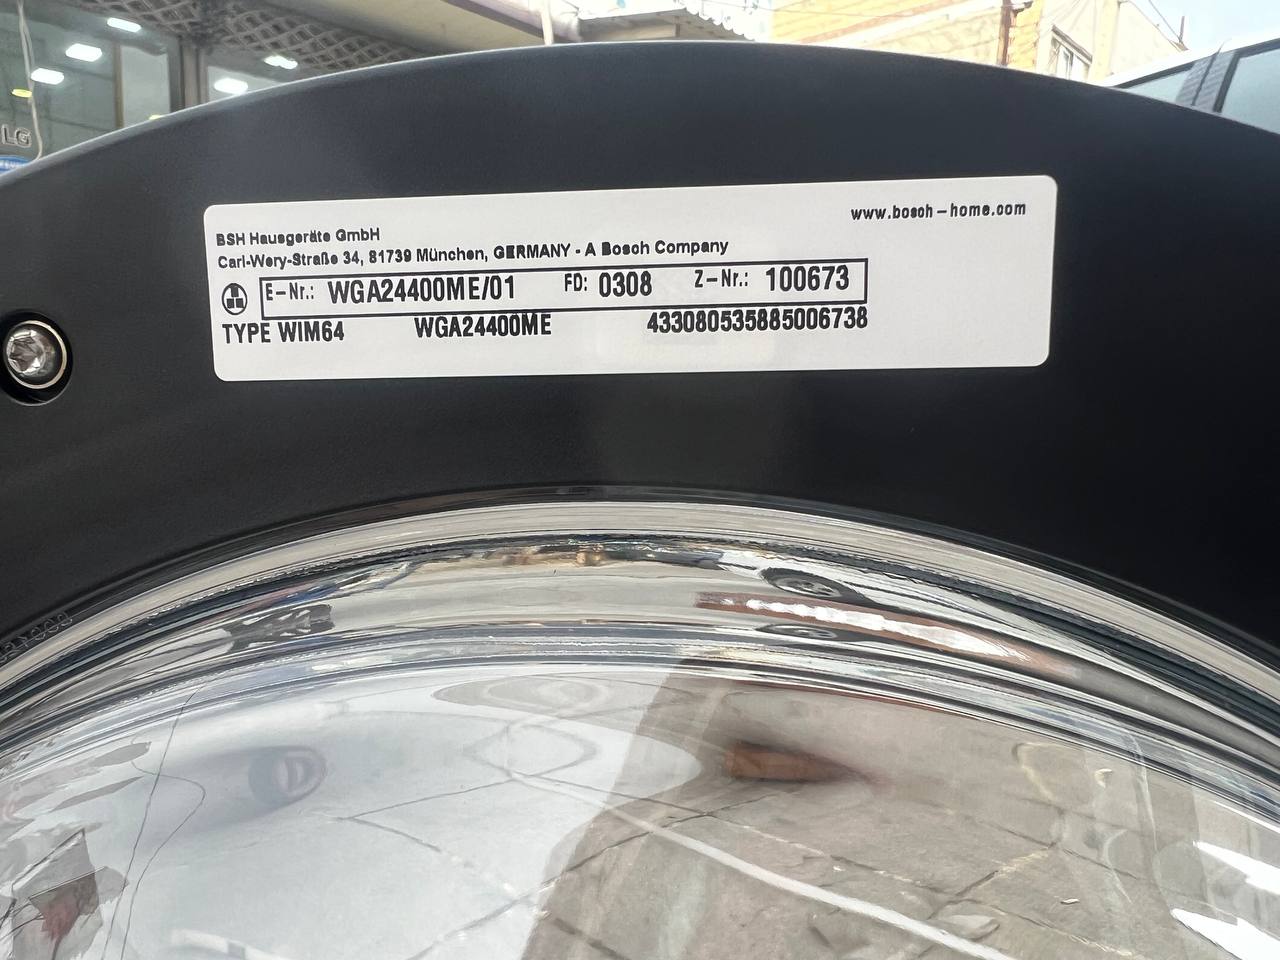 LG
www.bosch-home.com
BSH Hausgeräte GmbH
Carl-Wery-Straße 34, 81739 München, GERMANY - A Bosch Company
E-Nr.: WGA24400ME/01 FD: 0308 Z-Nr.: 100673
TYPE WIM64 WGA24400ME 433080535885006738